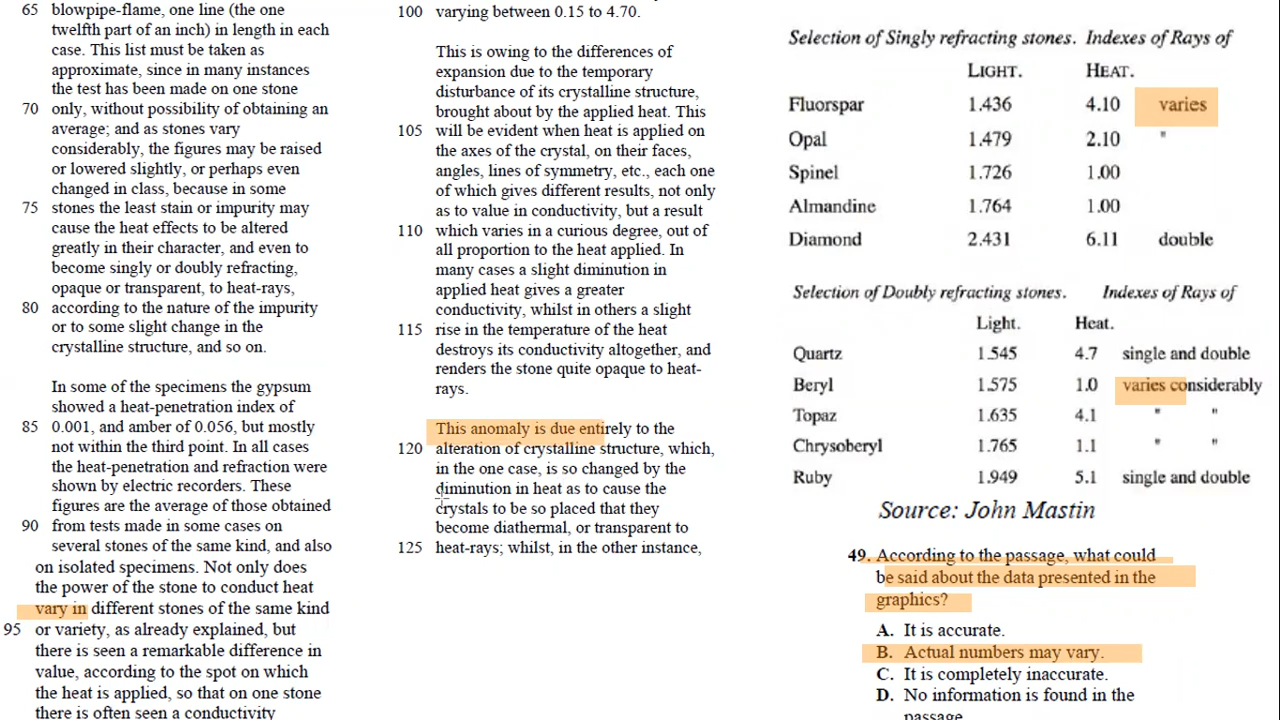 65 blowpipe-flame, one line (the one
twelfth part of an inch) in length in each
case. This list must be taken as
approximate, since in many instances
the test has been made on one stone
70 only, without possibility of obtaining an
average; and as stones vary
considerably, the figures may be raised
or lowered slightly, or perhaps even
changed in class, because in some
75 stones the least stain or impurity may
cause the heat effects to be altered
greatly in their character, and even to
become singly or doubly refracting,
opaque or transparent, to heat-rays,
80 according to the nature of the impurity
or to some slight change in the
crystalline structure, and so on.
In some of the specimens the gypsum
showed a heat-penetration index of
85 0.001, and amber of 0.056, but mostly
not within the third point. In all cases
the heat-penetration and refraction were
shown by electric recorders. These
figures are the average of those obtained
90 from tests made in some cases on
several stones of the same kind, and also
on isolated specimens. Not only does
the power of the stone to conduct heat
vary in different stones of the same kind
95 or variety, as already explained, but
there is seen a remarkable difference in
value, according to the spot on which
the heat is applied, so that on one stone
there is often seen a conductivity
100 varying between 0.15 to 4.70.
This is owing to the differences of
expansion due to the temporary
disturbance of its crystalline structure,
brought about by the applied heat. This
105 will be evident when heat is applied on
the axes of the crystal, on their faces,
angles, lines of symmetry, etc., each one
of which gives different results, not only
as to value in conductivity, but a result
110 which varies in a curious degree, out of
all proportion to the heat applied. In
many cases a slight diminution in
applied heat gives a greater
conductivity, whilst in others a slight
115 rise in the temperature of the heat
destroys its conductivity altogether, and
renders the stone quite opaque to heat-
rays.
This anomaly is due entirely to the
120 alteration of crystalline structure, which,
in the one case, is so changed by the
diminution in heat as to cause the
crystals to be so placed that they
become diathermal, or transparent to
125 heat-rays; whilst, in the other instance,
Selection of Singly refracting stones. Indexes of Rays of
LIGHT. HEAT.
Fluorspar 1.436 4.10 varies
Opal 1.479 2.10 "
Spinel 1.726 1.00
Almandine 1.764 1.00
Diamond 2.431 6.11 double
Selection of Doubly refracting stones. Indexes of Rays of
Light. Heat.
Quartz 1.545 4.7 single and double
Beryl 1.575 1.0 varies considerably
Topaz 1.635 4.1 " "
Chrysoberyl 1.765 1.1 " "
Ruby 1.949 5.1 single and double
Source: John Mastin
49. According to the passage, what could
be said about the data presented in the
graphics?
A. It is accurate.
B. Actual numbers may vary.
C. It is completely inaccurate.
D. No information is found in the
passage